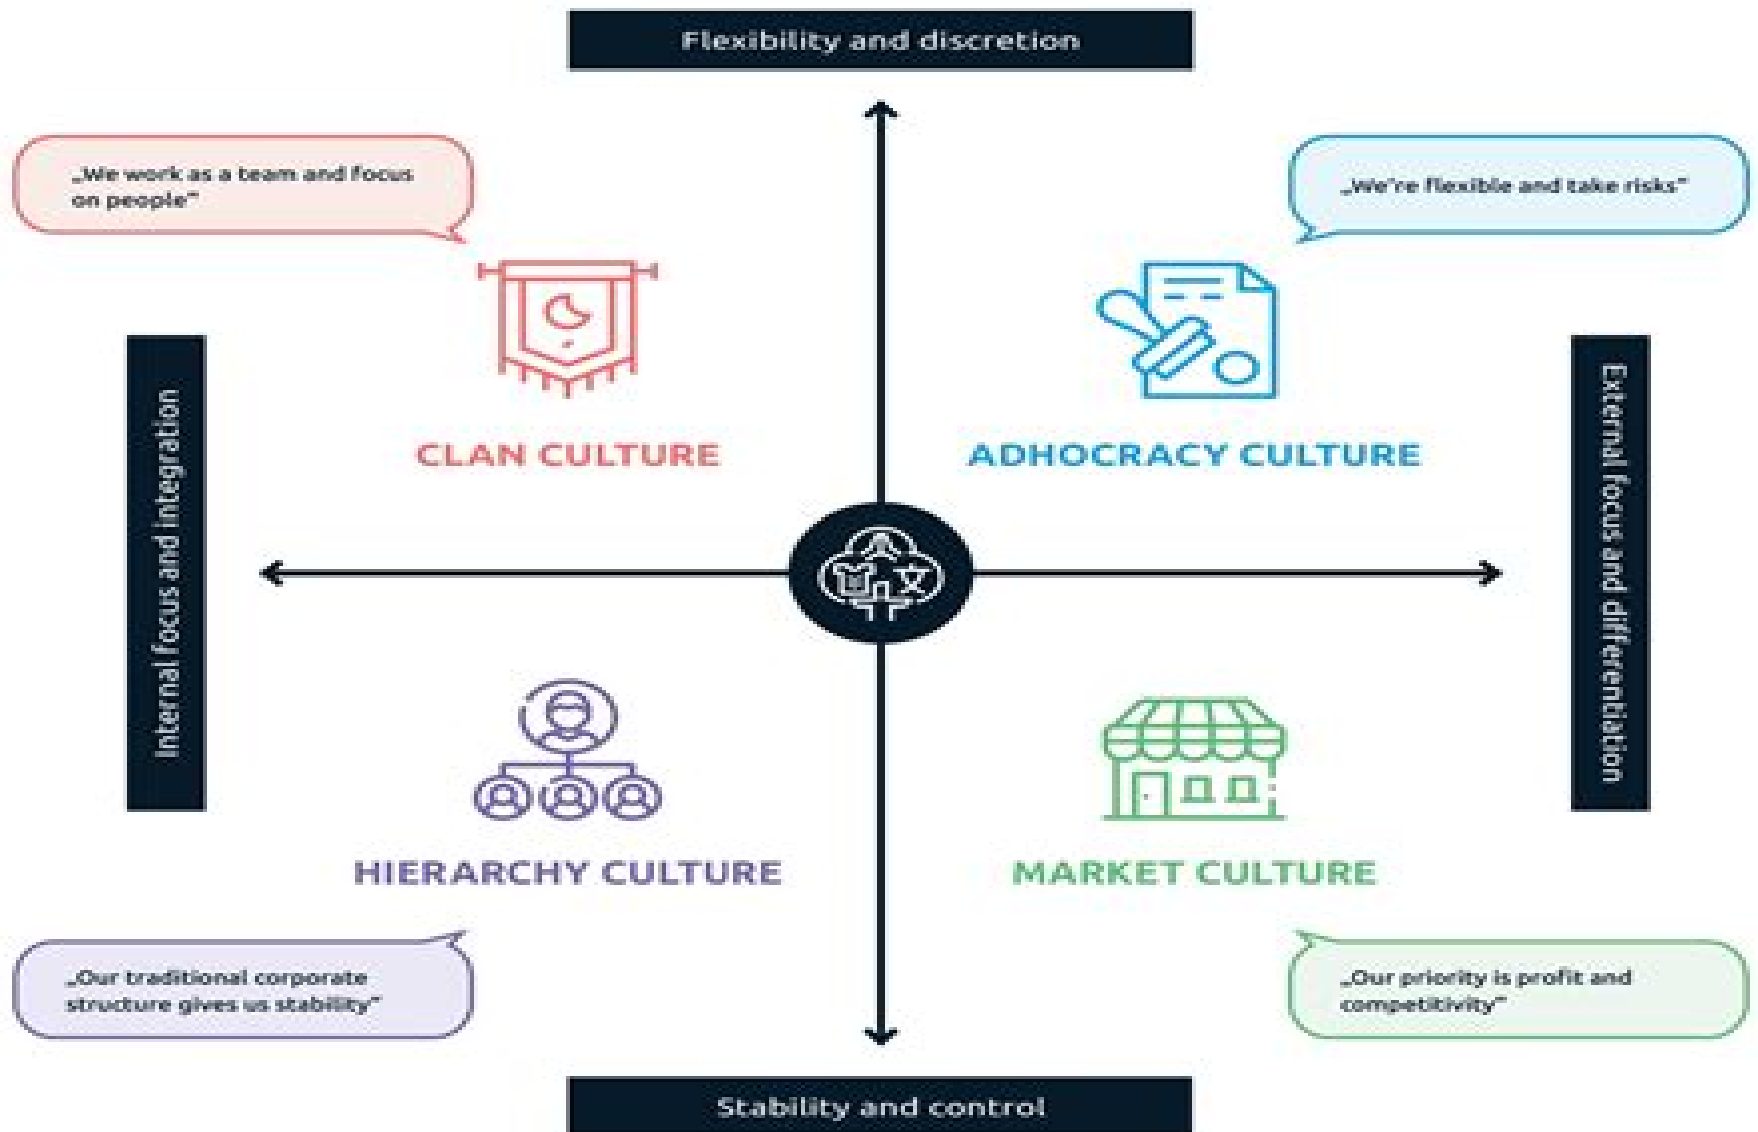 Flexibility and discretion
„We work as a team and focus
on people”
„We're flexible and take risks”
CLAN CULTURE
ADHOCRACY CULTURE
Internal focus and integration
External focus and differentiation
文
HIERARCHY CULTURE
MARKET CULTURE
„Our traditional corporate
structure gives us stability”
„Our priority is profit and
competitivity”
Stability and control